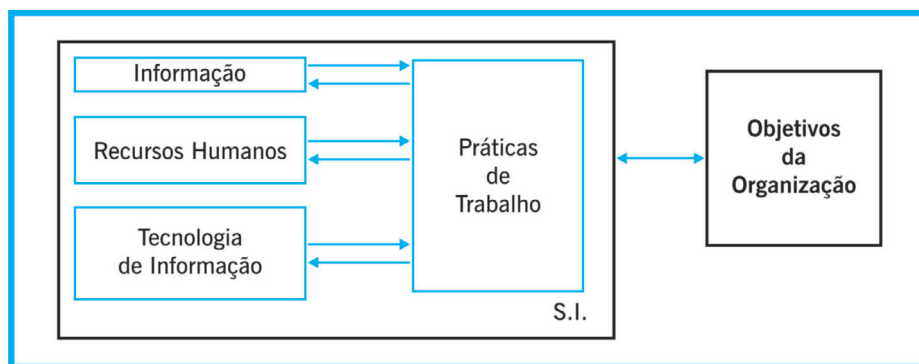 Informação
Recursos Humanos
Tecnologia
de Informação
Práticas
de
Trabalho
S.I.
Objetivos
da
Organização